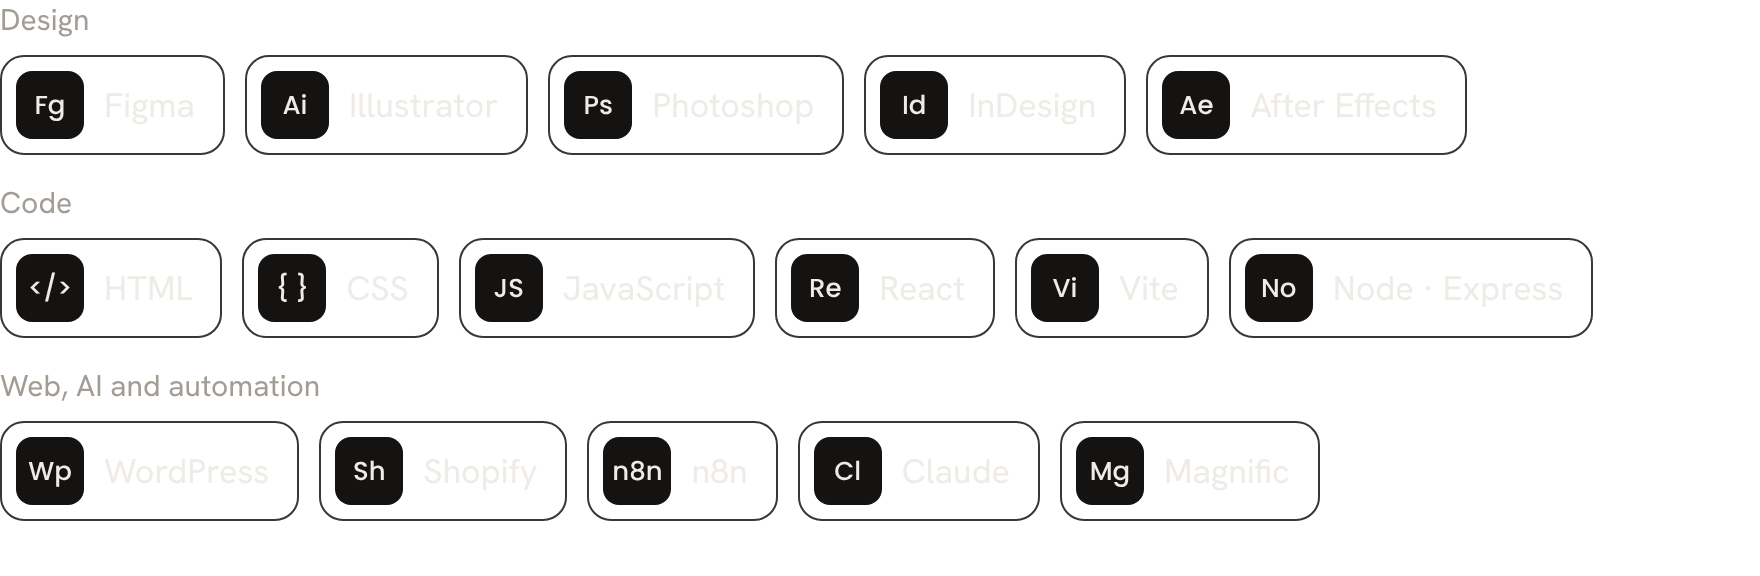 Design
Fg Figma Ai Illustrator Ps Photoshop Id InDesign Ae After Effects
Code
</> HTML { } CSS JS JavaScript Re React Vi Vite No Node · Express
Web, AI and automation
Wp WordPress Sh Shopify n8n n8n Cl Claude Mg Magnific